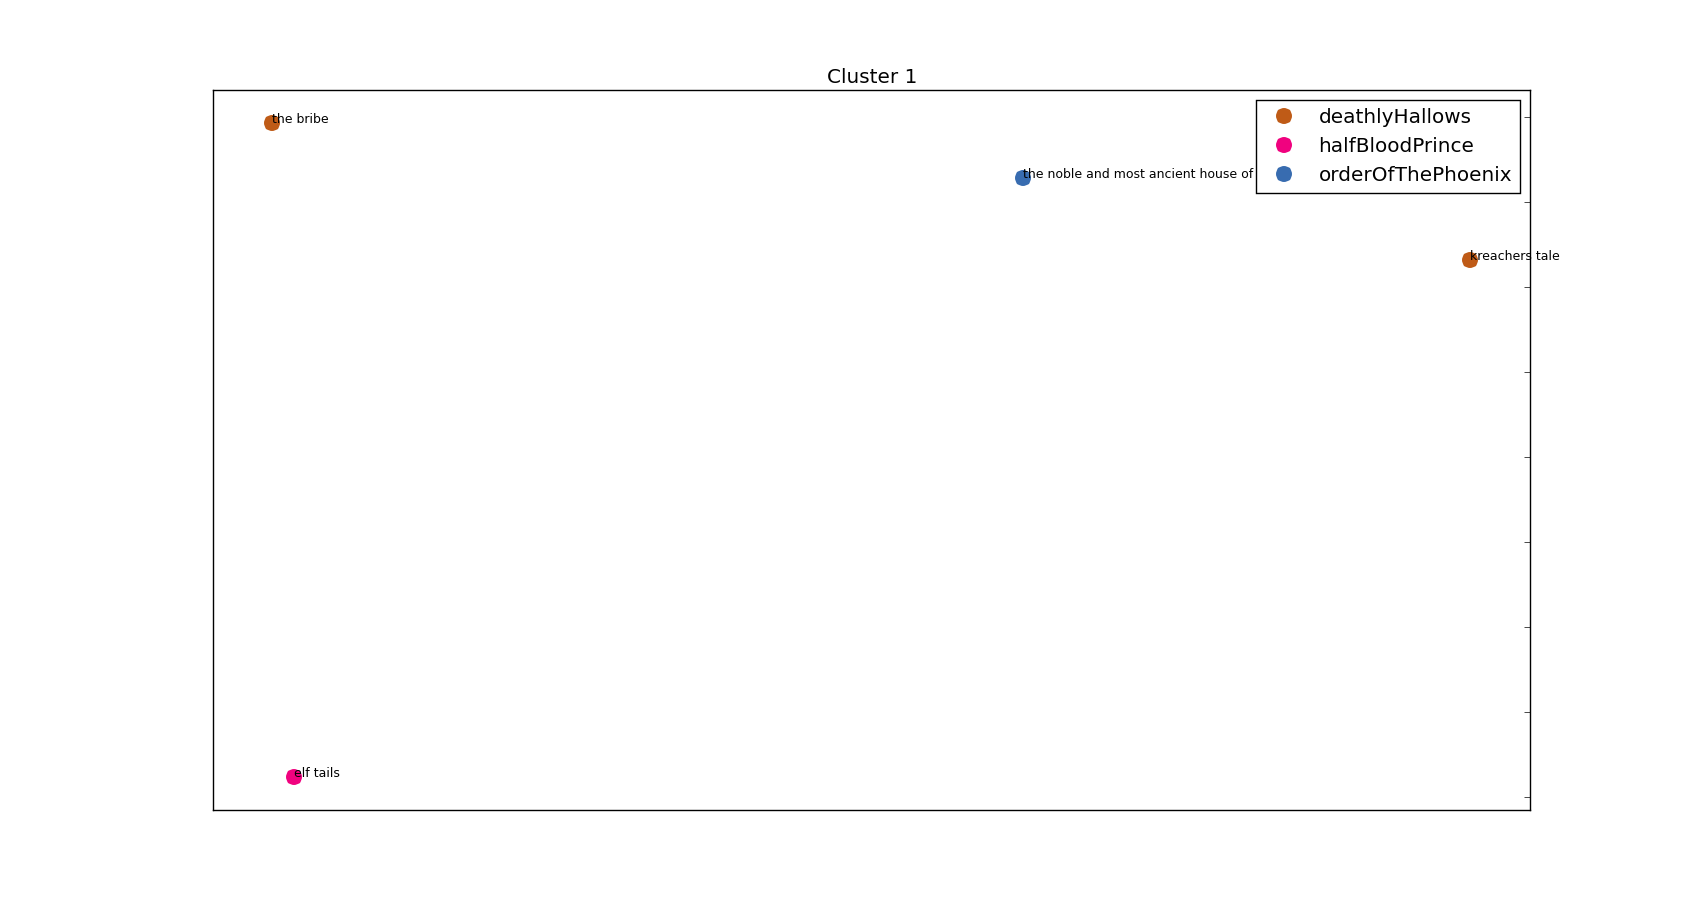 Cluster 1
the bribe
the noble and most ancient house of
kreachers tale
elf tails
deathlyHallows
halfBloodPrince
orderOfThePhoenix